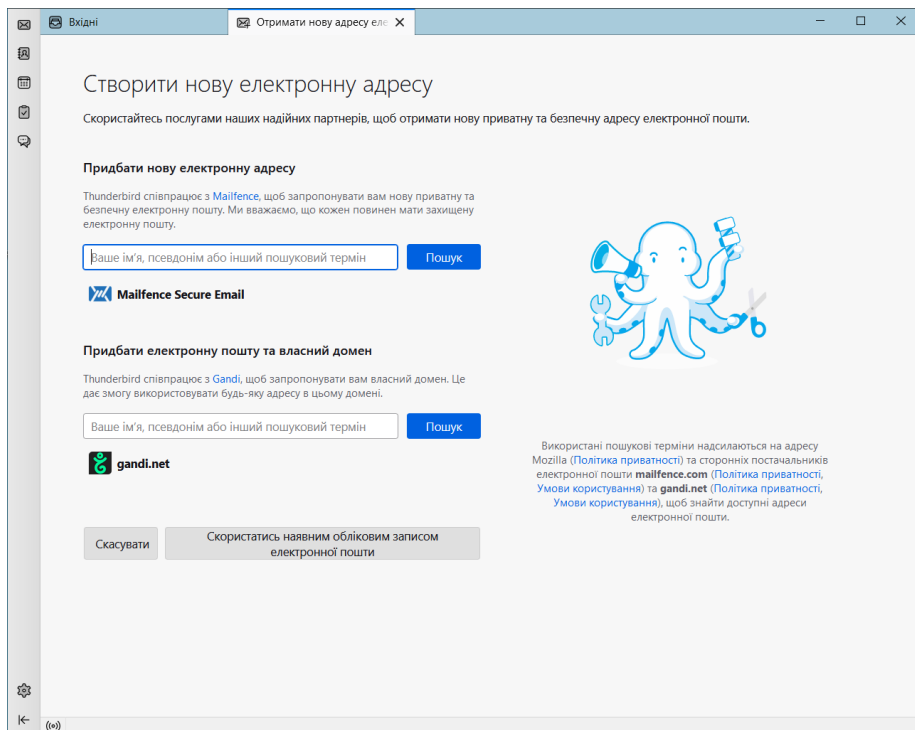 Вхідні
Отримати нову адресу еле
Створити нову електронну адресу
Скористайтесь послугами наших надійних партнерів, щоб отримати нову приватну та безпечну адресу електронної пошти.
Придбати нову електронну адресу
Thunderbird співпрацює з Mailfence, щоб запропонувати вам нову приватну та
безпечну електронну пошту. Ми вважаємо, що кожен повинен мати захищену
електронну пошту.
Ваше ім’я, псевдонім або інший пошуковий термін
Пошук
Mailfence Secure Email
Придбати електронну пошту та власний домен
Thunderbird співпрацює з Gandi, щоб запропонувати вам власний домен. Це
дає змогу використовувати будь-яку адресу в цьому домені.
Ваше ім’я, псевдонім або інший пошуковий термін
Пошук
gandi.net
Скасувати
Скористатись наявним обліковим записом
електронної пошти
Використані пошукові терміни надсилаються на адресу
Mozilla (Політика приватності) та сторонніх постачальників
електронної пошти mailfence.com (Політика приватності,
Умови користування) та gandi.net (Політика приватності,
Умови користування), щоб знайти доступні адреси
електронної пошти.